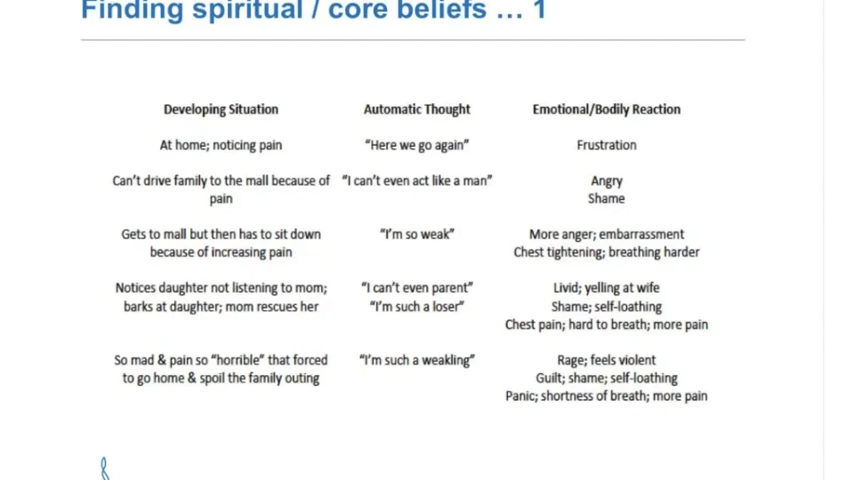 Finding spiritual / core beliefs … 1
Developing Situation Automatic Thought Emotional/Bodily Reaction
At home; noticing pain “Here we go again” Frustration
Can’t drive family to the mall because of “I can’t even act like a man” Angry
pain Shame
Gets to mall but then has to sit down “I’m so weak” More anger; embarrassment
because of increasing pain Chest tightening; breathing harder
Notices daughter not listening to mom; “I can’t even parent” Livid; yelling at wife
barks at daughter; mom rescues her “I’m such a loser” Shame; self-loathing
Chest pain; hard to breath; more pain
So mad & pain so “horrible” that forced “I’m such a weakling” Rage; feels violent
to go home & spoil the family outing Guilt; shame; self-loathing
Panic; shortness of breath; more pain